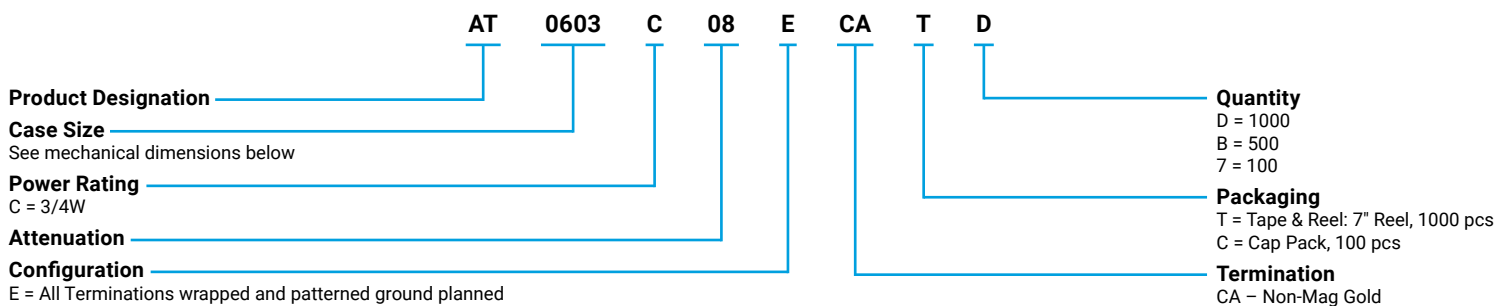 AT 0603 C 08 E CA T D
Product Designation
Case Size
See mechanical dimensions below
Power Rating
C = 3/4W
Attenuation
Configuration
E = All Terminations wrapped and patterned ground planned
Quantity
D = 1000
B = 500
7 = 100
Packaging
T = Tape & Reel: 7" Reel, 1000 pcs
C = Cap Pack, 100 pcs
Termination
CA – Non-Mag Gold